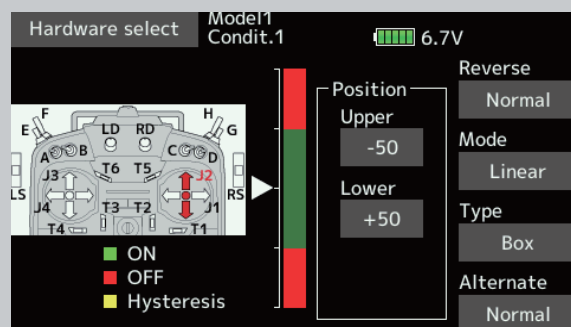 Hardware select
Model1
Condit.1
6.7V
F
H
E
G
LD RD
A B
C D
T6 T5
J3
J2
LS
RS
J4
T3 T2
J1
T4
T1
ON
OFF
Hysteresis
Position
Upper
-50
Lower
+50
Reverse
Normal
Mode
Linear
Type
Box
Alternate
Normal